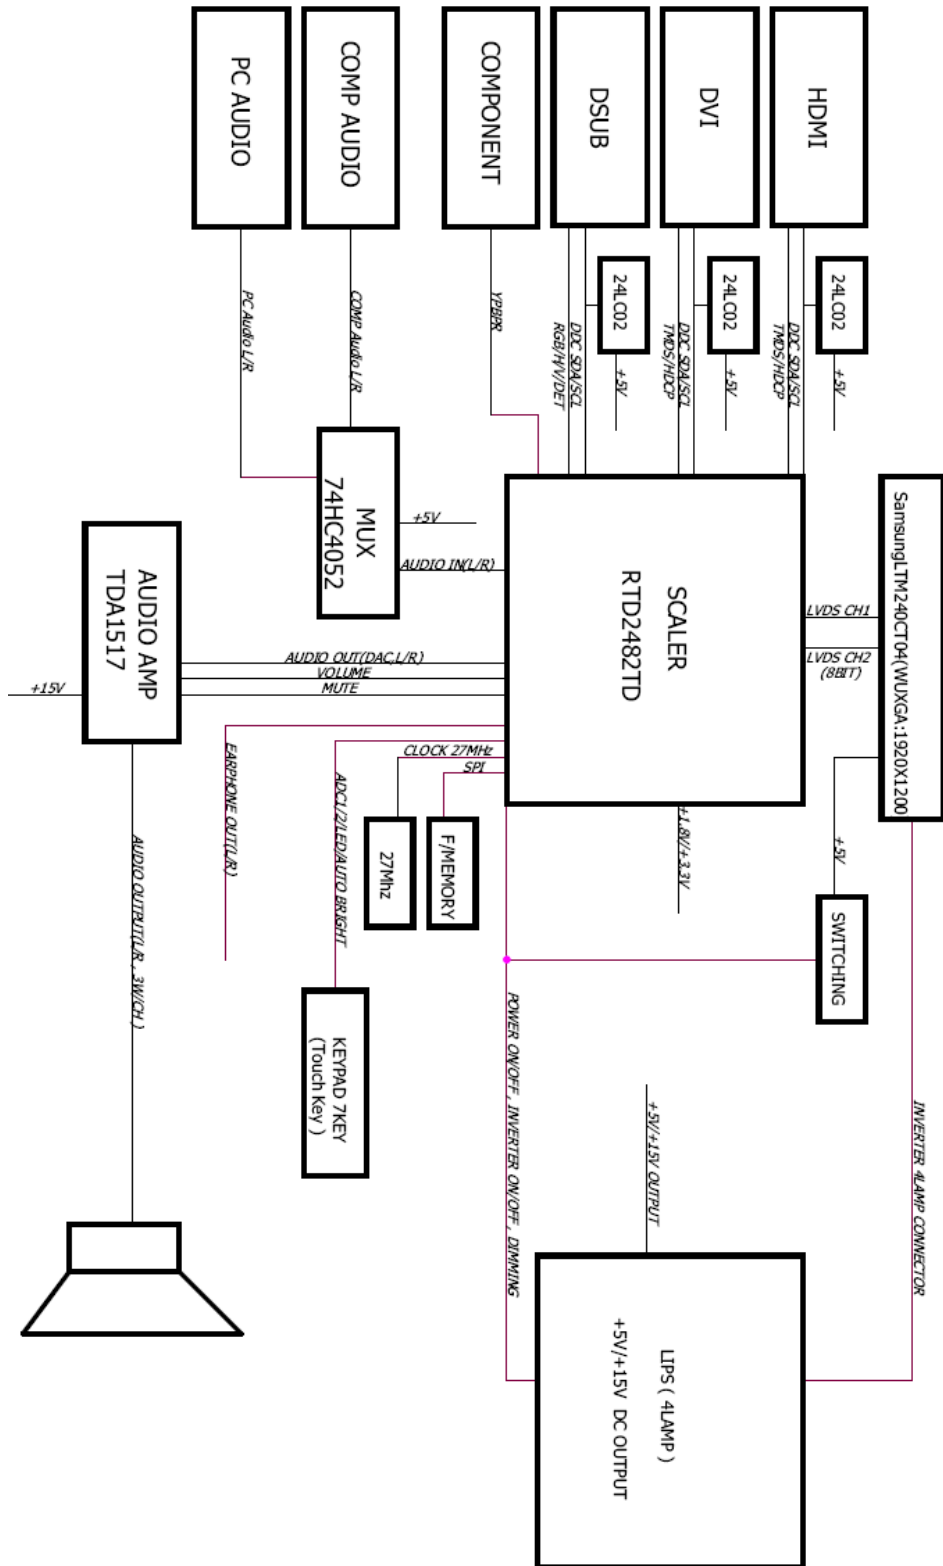 PC AUDIO
COMP AUDIO
COMPONENT
DSUB
DVI
HDMI
24LC02
24LC02
24LC02
+5V
+5V
+5V
PC Audio L/R
COMP Audio L/R
YPBPR
RGB/H/V/DET
DDC SDA/SCL
TMDS/HDCP
DDC SDA/SCL
TMDS/HDCP
DDC SDA/SCL
MUX
74HC4052
+5V
AUDIO IN(L/R)
SCALER
RTD2482TD
SamsungLTM240CT04(WUXGA:1920X1200
LVDS CH1
LVDS CH2
(8BIT)
AUDIO AMP
TDA1517
+15V
AUDIO OUT(DAC,L/R)
VOLUME
MUTE
EARPHONE OUT(L/R)
ADC1/2/LED/AUTO BRIGHT
CLOCK 27MHz
SPI
27Mhz
F/MEMORY
+1.8V/+3.3V
+5V
SWITCHING
AUDIO OUTPUT(L/R , 3W/CH )
KEYPAD 7KEY
(Touch Key )
POWER ON/OFF , INVERTER ON/OFF , DIMMING
+5V/+15V OUTPUT
INVERTER 4LAMP CONNECTOR
LIPS ( 4LAMP )
+5V/+15V DC OUTPUT